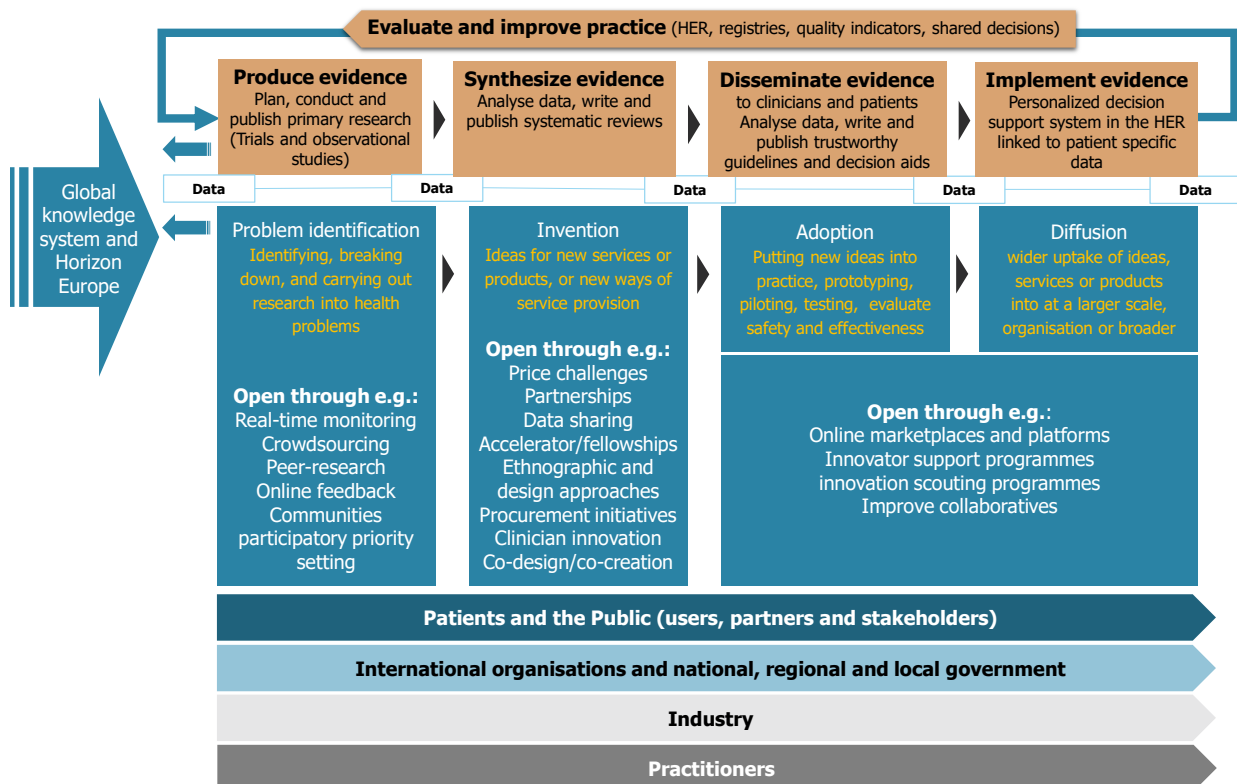 Evaluate and improve practice (HER, registries, quality indicators, shared decisions)
Produce evidence
Plan, conduct and
publish primary research
(Trials and observational
studies)
Synthesize evidence
Analyse data, write and
publish systematic reviews
Disseminate evidence
to clinicians and patients
Analyse data, write and
publish trustworthy
guidelines and decision aids
Implement evidence
Personalized decision
support system in the HER
linked to patient specific
data
Data
Data
Data
Data
Data
Global
knowledge
system and
Horizon
Europe
Problem identification
Identifying, breaking
down, and carrying out
research into health
problems
Open through e.g.:
Real-time monitoring
Crowdsourcing
Peer-research
Online feedback
Communities
participatory priority
setting
Invention
Ideas for new services or
products, or new ways of
service provision
Open through e.g.:
Price challenges
Partnerships
Data sharing
Accelerator/fellowships
Ethnographic and
design approaches
Procurement initiatives
Clinician innovation
Co-design/co-creation
Adoption
Putting new ideas into
practice, prototyping,
piloting, testing, evaluate
safety and effectiveness
Diffusion
wider uptake of ideas,
services or products
into at a larger scale,
organisation or broader
Open through e.g.:
Online marketplaces and platforms
Innovator support programmes
innovation scouting programmes
Improve collaboratives
Patients and the Public (users, partners and stakeholders)
International organisations and national, regional and local government
Industry
Practitioners